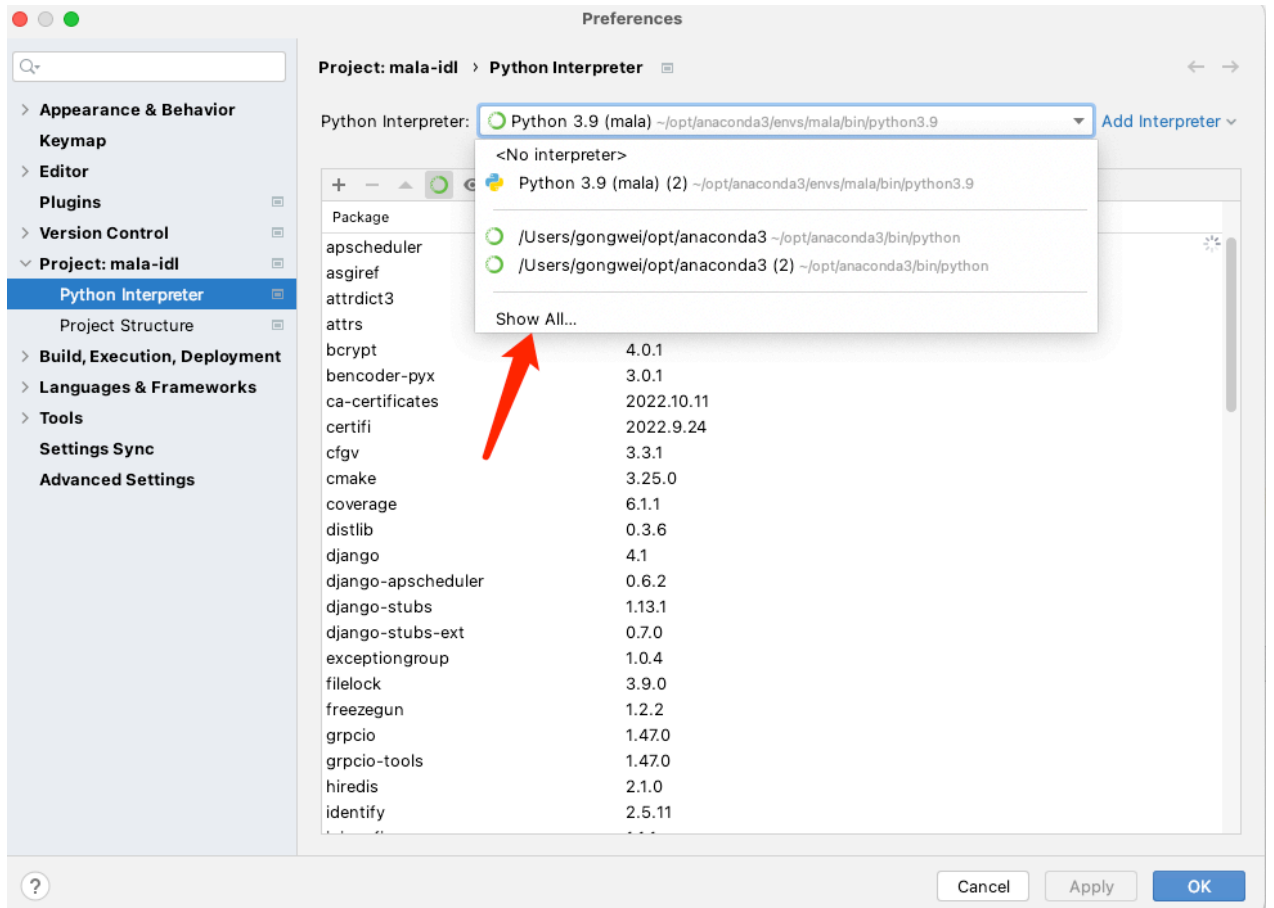 Preferences
Project: mala-idl › Python Interpreter
Appearance & Behavior
Keymap
Editor
Plugins
Version Control
Project: mala-idl
Python Interpreter
Project Structure
Build, Execution, Deployment
Languages & Frameworks
Tools
Settings Sync
Advanced Settings
Python Interpreter: Python 3.9 (mala) ~/opt/anaconda3/envs/mala/bin/python3.9 Add Interpreter
<No interpreter>
Python 3.9 (mala) (2) ~/opt/anaconda3/envs/mala/bin/python3.9
/Users/gongwei/opt/anaconda3 ~/opt/anaconda3/bin/python
/Users/gongwei/opt/anaconda3 (2) ~/opt/anaconda3/bin/python
Show All...
Package
apscheduler
asgiref
attrdict3
attrs
bcrypt 4.0.1
bencoder-pyx 3.0.1
ca-certificates 2022.10.11
certifi 2022.9.24
cfgv 3.3.1
cmake 3.25.0
coverage 6.1.1
distlib 0.3.6
django 4.1
django-apscheduler 0.6.2
django-stubs 1.13.1
django-stubs-ext 0.7.0
exceptiongroup 1.0.4
filelock 3.9.0
freezegun 1.2.2
grpcio 1.47.0
grpcio-tools 1.47.0
hiredis 2.1.0
identify 2.5.11
?
Cancel
Apply
OK